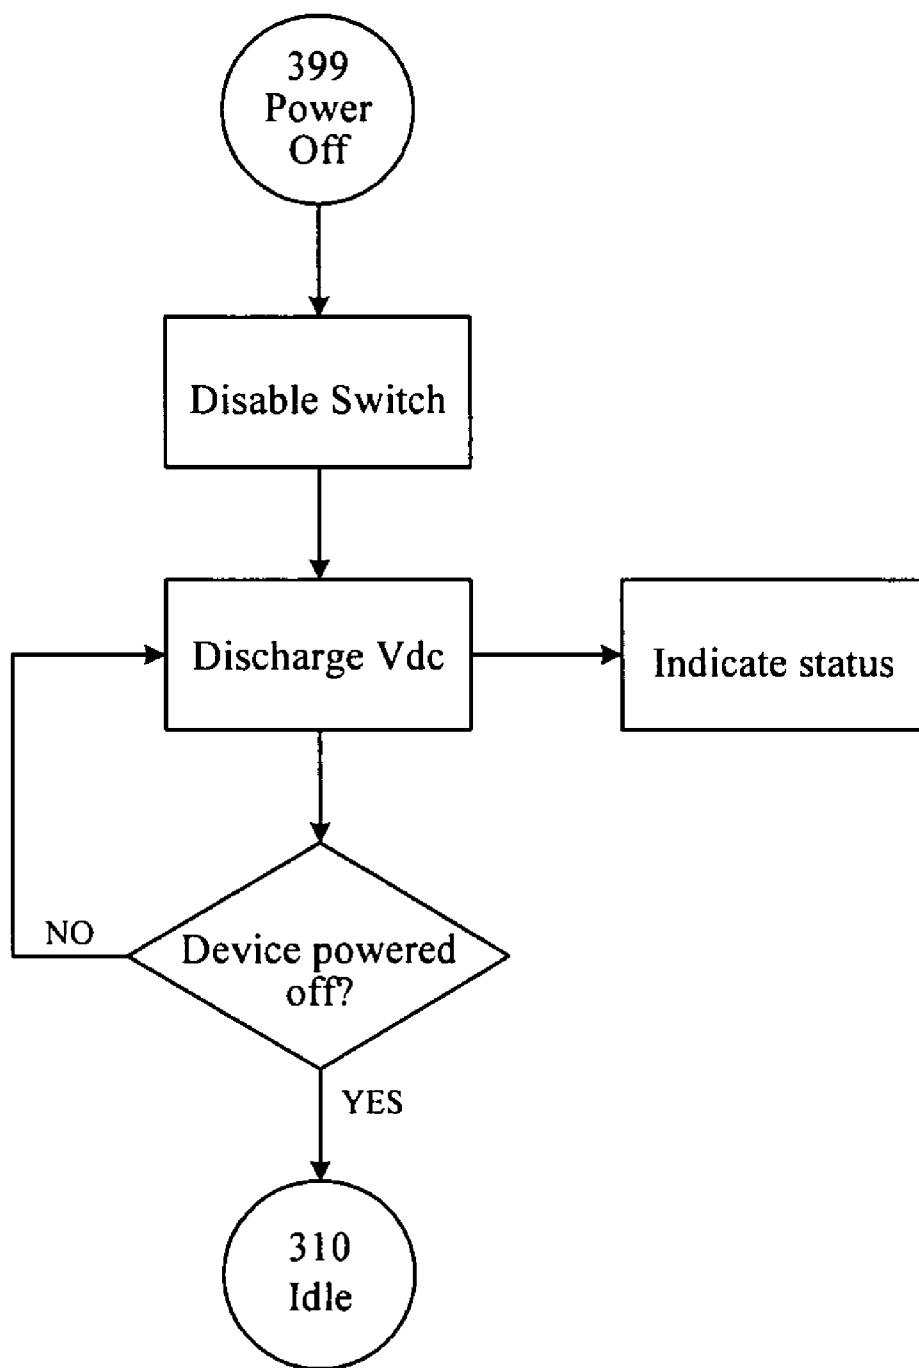 399
Power
Off
Disable Switch
Discharge Vdc
Indicate status
NO
Device powered
off?
YES
310
Idle